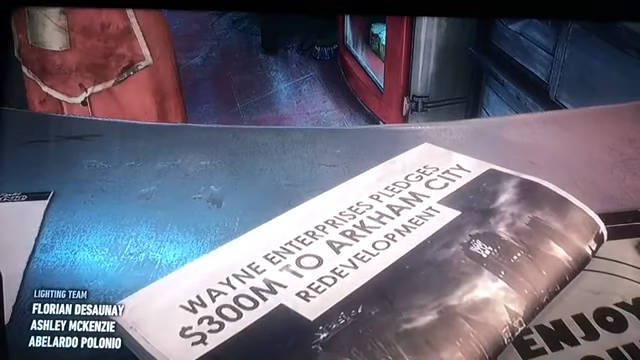 WAYNE ENTERPRISES PLEDGES
$300M TO ARKHAM CITY
REDEVELOPMENT
LIGHTING TEAM
FLORIAN DESAUNAY
ASHLEY MCKENZIE
ABELARDO POLONIO
ENJOY